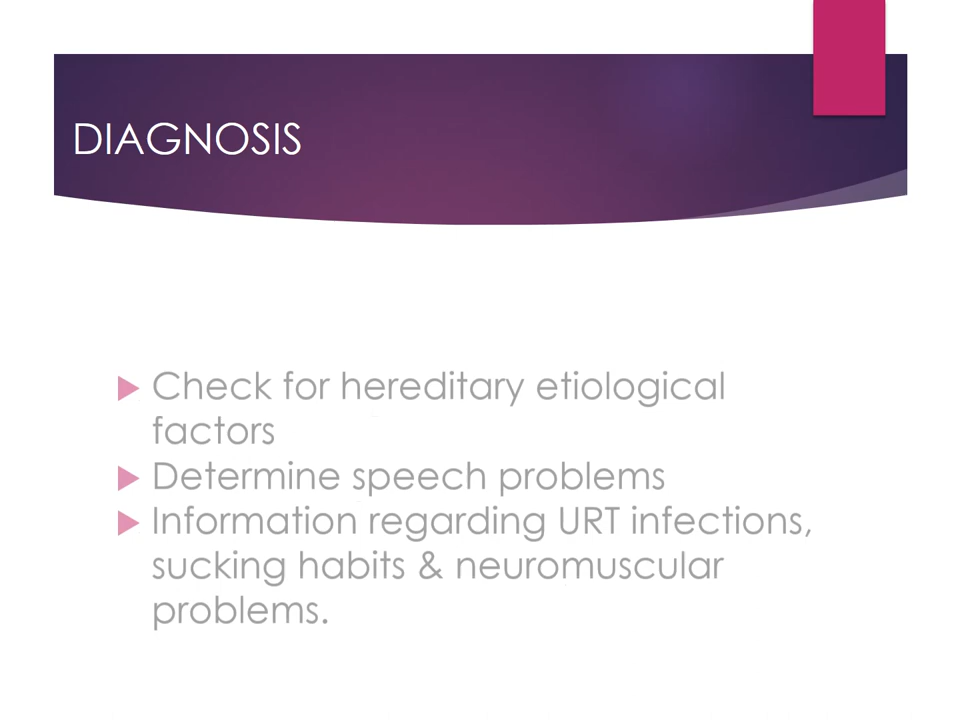 DIAGNOSIS
Check for hereditary etiological
factors
Determine speech problems
Information regarding URT infections,
sucking habits & neuromuscular
problems.